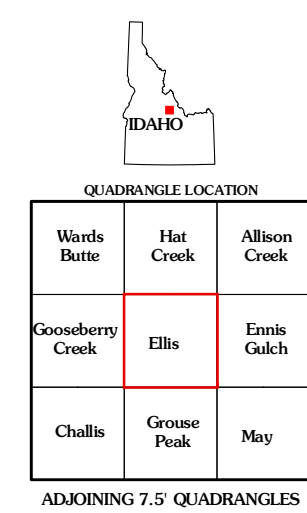 IDAHO
QUADRANGLE LOCATION
Wards
Butte
Hat
Creek
Allison
Creek
Gooseberry
Creek
Ellis
Ennis
Gulch
Challis
Grouse
Peak
May
ADJOINING 7.5' QUADRANGLES